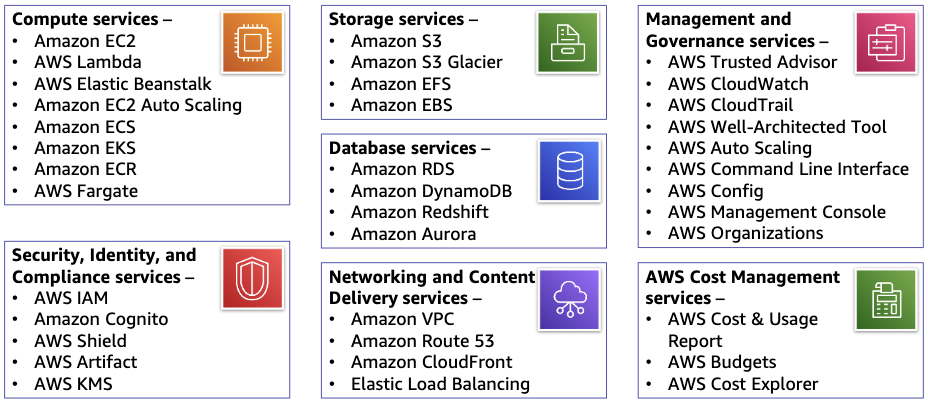 Compute services –
• Amazon EC2
• AWS Lambda
• AWS Elastic Beanstalk
• Amazon EC2 Auto Scaling
• Amazon ECS
• Amazon EKS
• Amazon ECR
• AWS Fargate
Security, Identity, and
Compliance services –
• AWS IAM
• Amazon Cognito
• AWS Shield
• AWS Artifact
• AWS KMS
Storage services –
• Amazon S3
• Amazon S3 Glacier
• Amazon EFS
• Amazon EBS
Database services –
• Amazon RDS
• Amazon DynamoDB
• Amazon Redshift
• Amazon Aurora
Networking and Content
Delivery services –
• Amazon VPC
• Amazon Route 53
• Amazon CloudFront
• Elastic Load Balancing
Management and
Governance services –
• AWS Trusted Advisor
• AWS CloudWatch
• AWS CloudTrail
• AWS Well-Architected Tool
• AWS Auto Scaling
• AWS Command Line Interface
• AWS Config
• AWS Management Console
• AWS Organizations
AWS Cost Management
services –
• AWS Cost & Usage
Report
• AWS Budgets
• AWS Cost Explorer